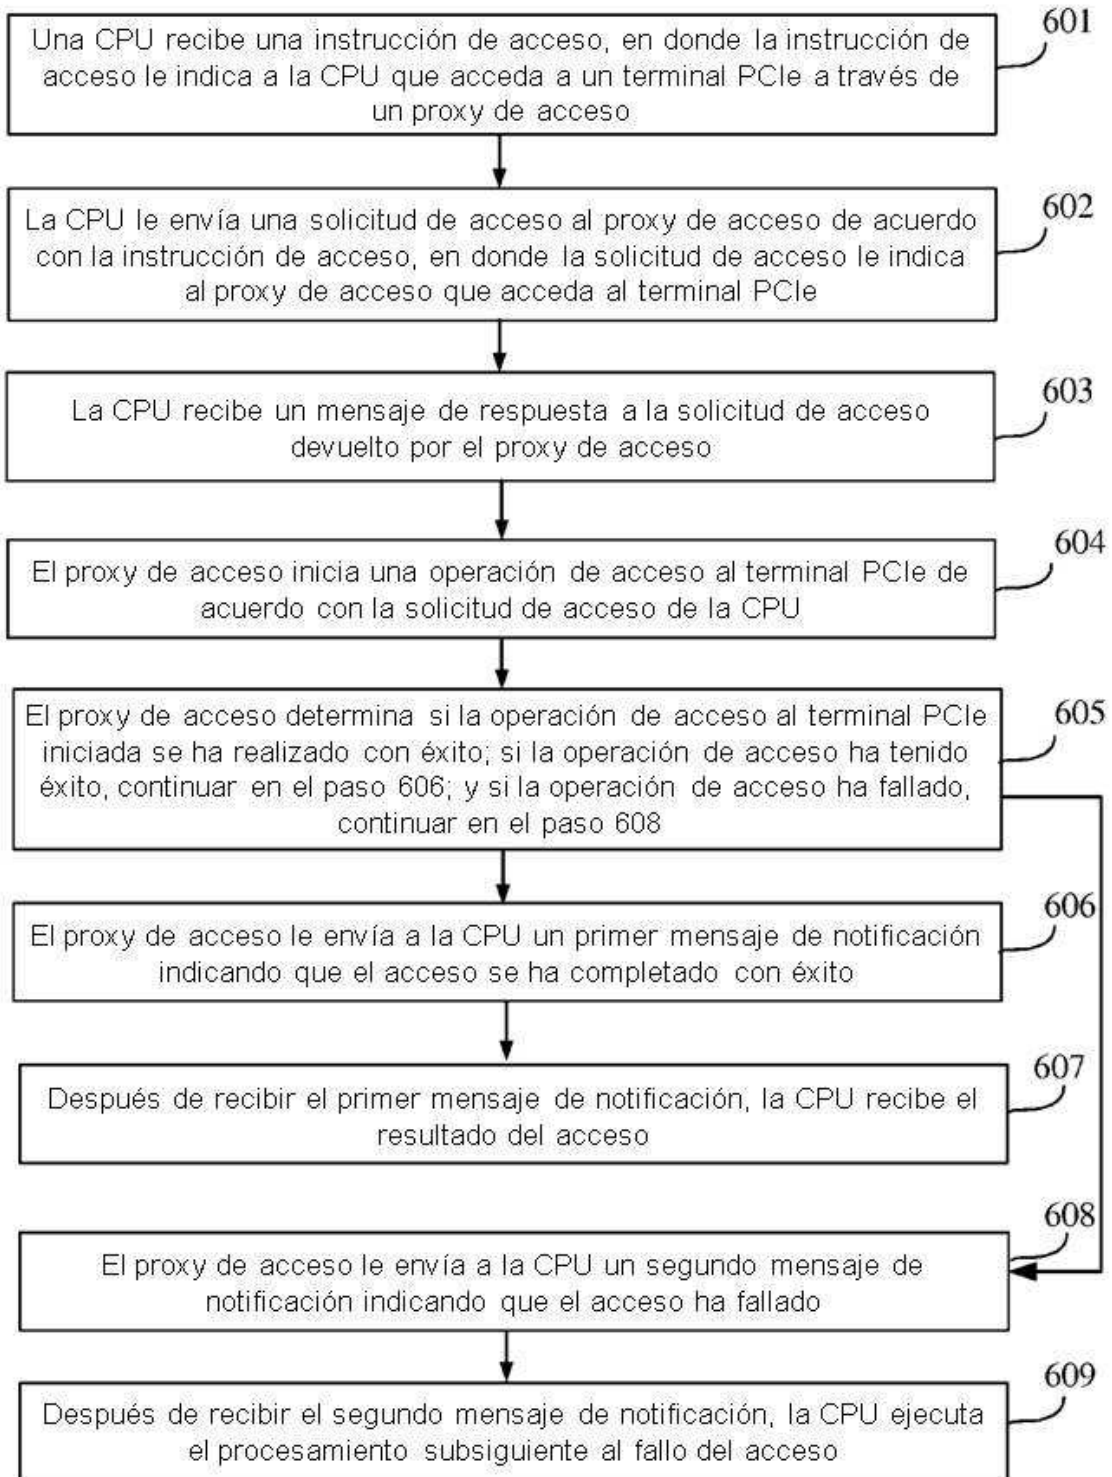 Una CPU recibe una instrucción de acceso, en donde la instrucción de
acceso le indica a la CPU que acceda a un terminal PCIe a través de
un proxy de acceso
601
La CPU le envía una solicitud de acceso al proxy de acceso de acuerdo
con la instrucción de acceso, en donde la solicitud de acceso le indica
al proxy de acceso que acceda al terminal PCIe
602
La CPU recibe un mensaje de respuesta a la solicitud de acceso
devuelto por el proxy de acceso
603
El proxy de acceso inicia una operación de acceso al terminal PCIe de
acuerdo con la solicitud de acceso de la CPU
604
El proxy de acceso determina si la operación de acceso al terminal PCIe
iniciada se ha realizado con éxito; si la operación de acceso ha tenido
éxito, continuar en el paso 606; y si la operación de acceso ha fallado,
continuar en el paso 608
605
El proxy de acceso le envía a la CPU un primer mensaje de notificación
indicando que el acceso se ha completado con éxito
606
Después de recibir el primer mensaje de notificación, la CPU recibe el
resultado del acceso
607
El proxy de acceso le envía a la CPU un segundo mensaje de
notificación indicando que el acceso ha fallado
608
Después de recibir el segundo mensaje de notificación, la CPU ejecuta
el procesamiento subsiguiente al fallo del acceso
609